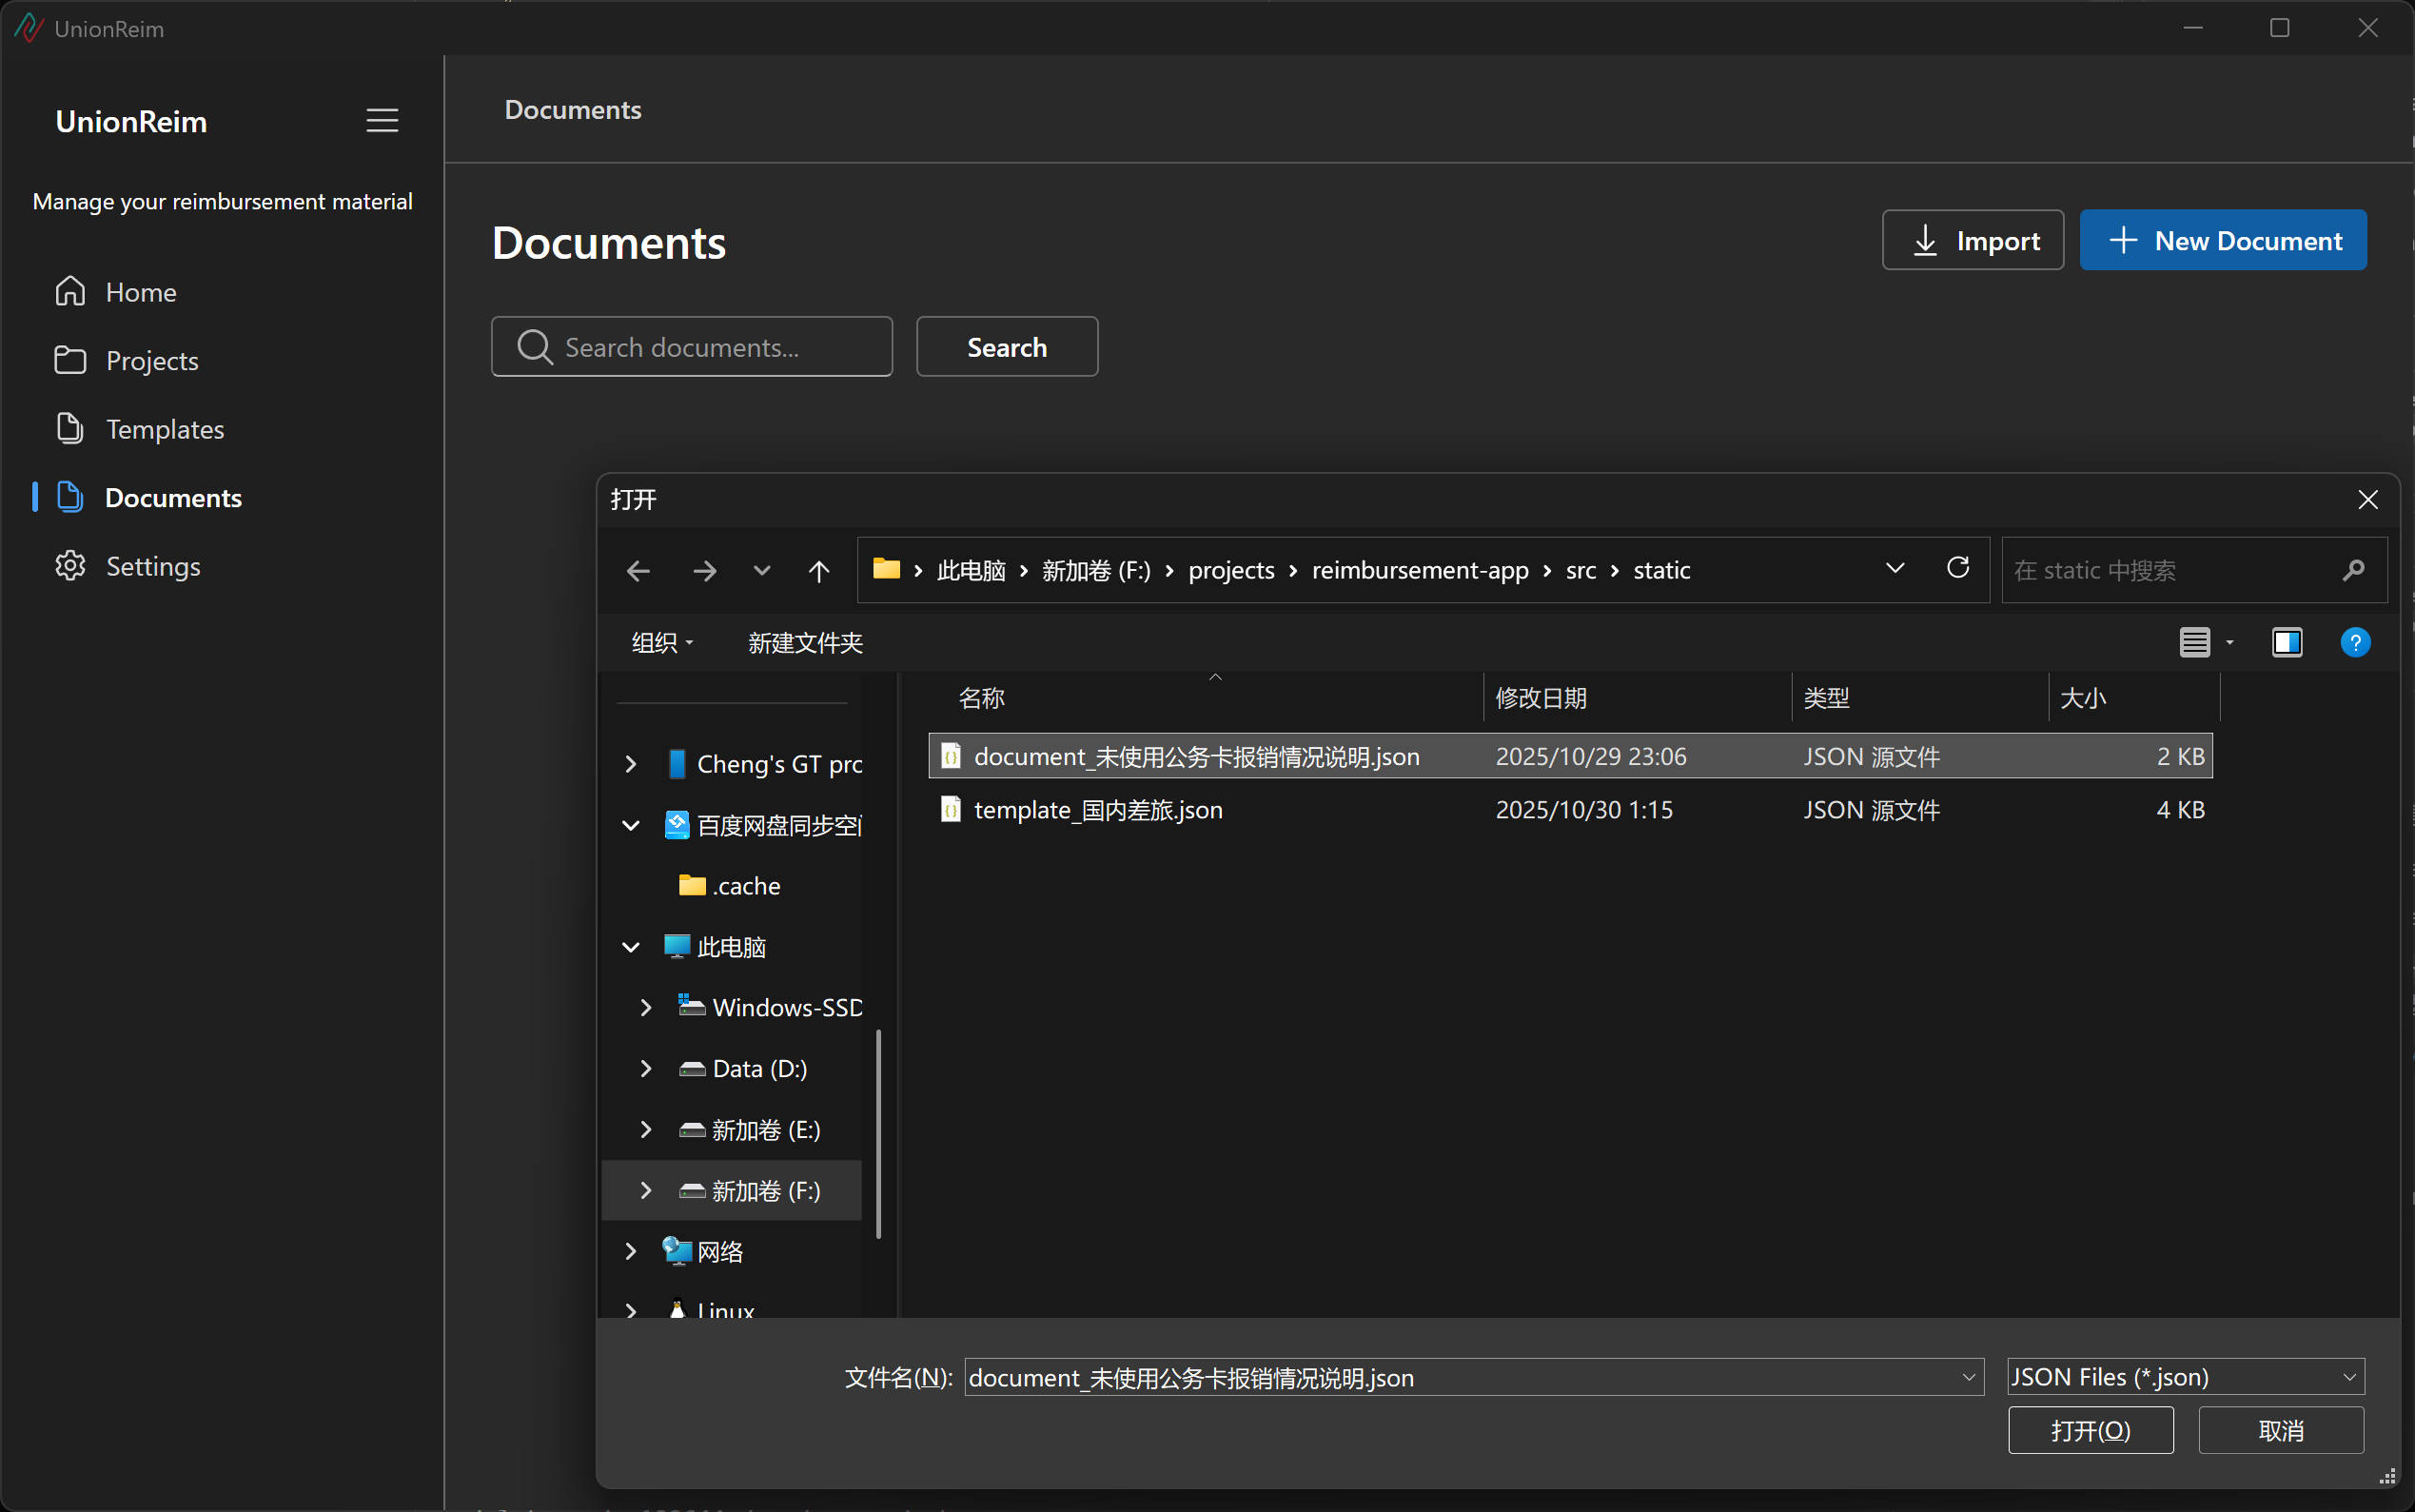 UnionReim
UnionReim
Manage your reimbursement material
Home
Projects
Templates
Documents
Settings
Documents
Documents
Import
New Document
Search documents...
Search
打开
此电脑 › 新加卷 (F:) › projects › reimbursement-app › src › static
在 static 中搜索
组织
新建文件夹
名称 修改日期 类型 大小
document_未使用公务卡报销情况说明.json 2025/10/29 23:06 JSON 源文件 2 KB
template_国内差旅.json 2025/10/30 1:15 JSON 源文件 4 KB
Cheng's GT pro
百度网盘同步空间
.cache
此电脑
Windows-SSD
Data (D:)
新加卷 (E:)
新加卷 (F:)
网络
Linux
文件名(N): document_未使用公务卡报销情况说明.json
JSON Files (*.json)
打开(O)
取消